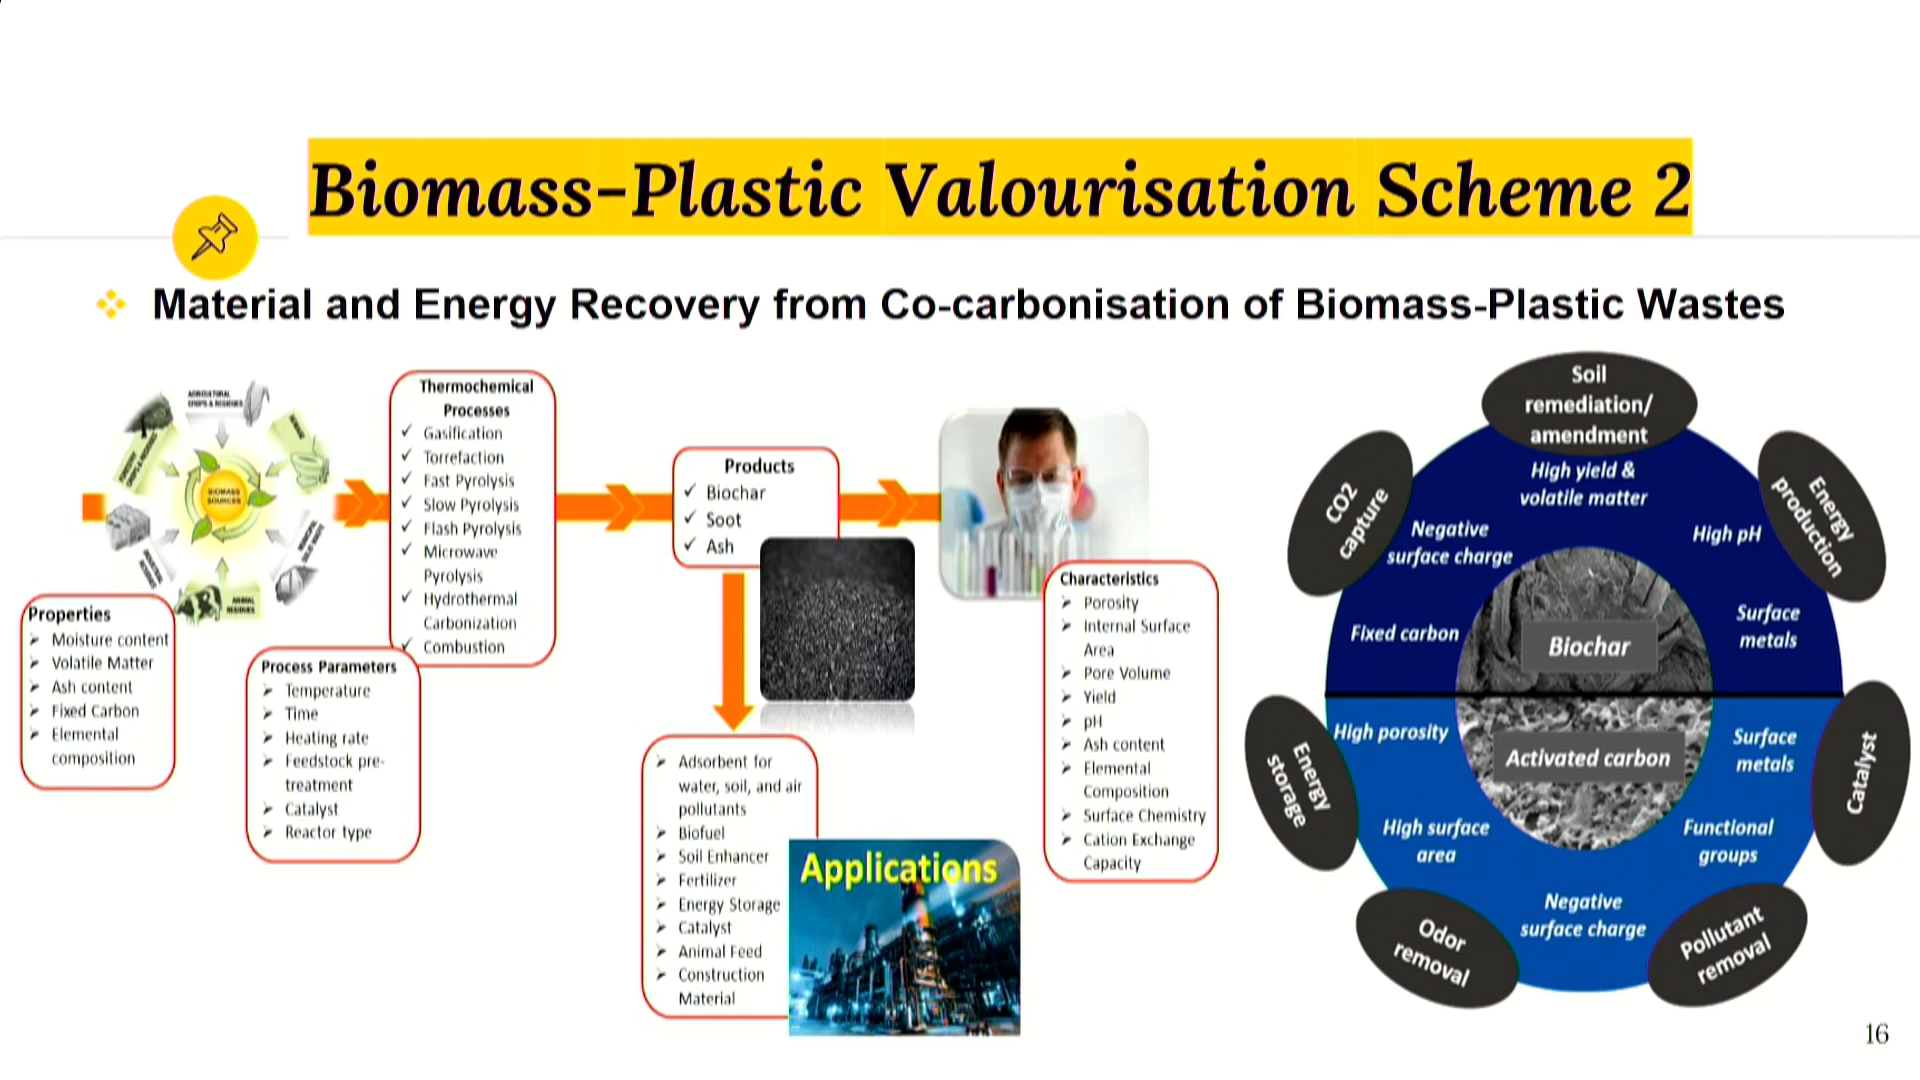 Biomass-Plastic Valourisation Scheme 2
Material and Energy Recovery from Co-carbonisation of Biomass-Plastic Wastes
AGRICULTURAL
CROPS & RESIDUES
BIOMASS
SOURCES
ANIMAL
RESIDUES
Properties
Moisture content
Volatile Matter
Ash content
Fixed Carbon
Elemental
composition
Process Parameters
Temperature
Time
Heating rate
Feedstock pre-
treatment
Catalyst
Reactor type
Thermochemical
Processes
Gasification
Torrefaction
Fast Pyrolysis
Slow Pyrolysis
Flash Pyrolysis
Microwave
Pyrolysis
Hydrothermal
Carbonization
Combustion
Products
Biochar
Soot
Ash
Adsorbent for
water, soil, and air
pollutants
Biofuel
Soil Enhancer
Fertilizer
Energy Storage
Catalyst
Animal Feed
Construction
Material
Applications
Characteristics
Porosity
Internal Surface
Area
Pore Volume
Yield
pH
Ash content
Elemental
Composition
Surface Chemistry
Cation Exchange
Capacity
Soil
remediation/
amendment
CO2
capture
Energy
production
High yield &
volatile matter
Negative
surface charge
High pH
Fixed carbon
Surface
metals
Biochar
Activated carbon
High porosity
Surface
metals
High surface
area
Functional
groups
Negative
surface charge
Energy
storage
Catalyst
Odor
removal
Pollutant
removal
16